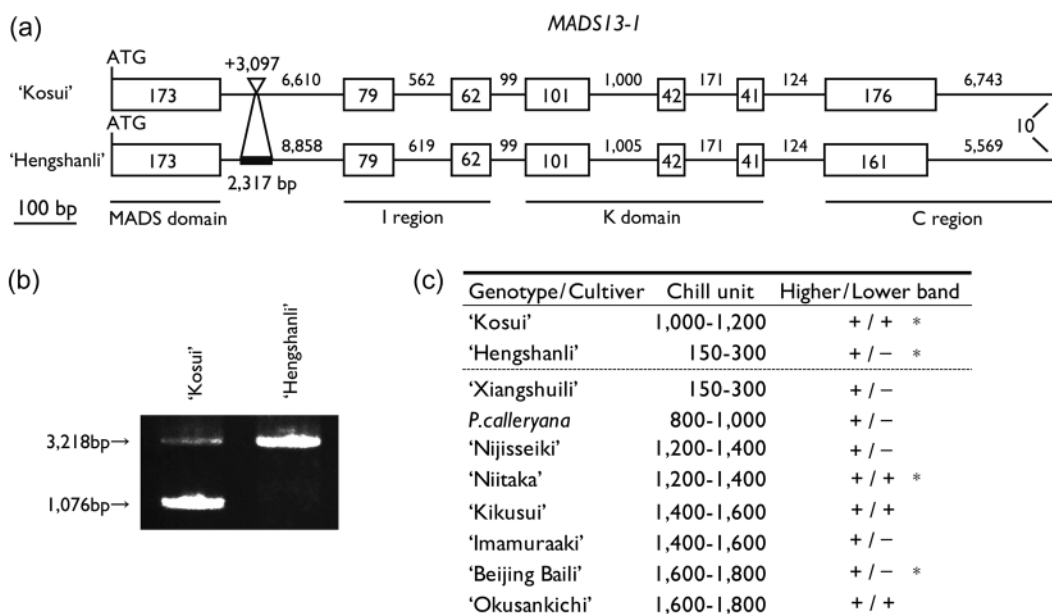 MADS13-1
(a)
ATG
+3,097
6,610 562 99 1,000 171 124 6,743
'Kosui' 173 79 62 101 42 41 176
10
ATG
8,858 619 99 1,005 171 124 5,569
'Hengshanli' 173 79 62 101 42 41 161
2,317 bp
100 bp MADS domain I region K domain C region
(b)
'Kosui' 'Hengshanli'
3,218bp→
1,076bp→
(c)
Genotype/Cultiver Chill unit Higher/Lower band
'Kosui' 1,000-1,200 + / + *
'Hengshanli' 150-300 + / − *
'Xiangshuili' 150-300 + / −
P.calleryana 800-1,000 + / −
'Nijisseiki' 1,200-1,400 + / −
'Niitaka' 1,200-1,400 + / + *
'Kikusui' 1,400-1,600 + / +
'Imamuraaki' 1,400-1,600 + / −
'Beijing Baili' 1,600-1,800 + / − *
'Okusankichi' 1,600-1,800 + / +